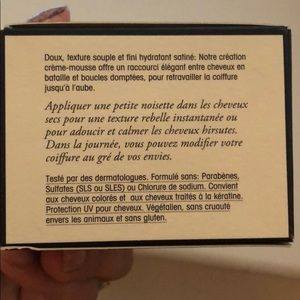 Doux, texture souple et fini hydratant satiné: Notre création
crème-mousse offre un raccourci élégant entre cheveux en
bataille et boucles domptées, pour retravailler la coiffure
jusqu'à l'aube.
Appliquer une petite noisette dans les cheveux
secs pour une texture rebelle instantanée ou
pour adoucir et calmer les cheveux hirsutes.
Dans la journée, vous pouvez modifier votre
coiffure au gré de vos envies.
Testé par des dermatologues. Formulé sans: Parabènes,
Sulfates (SLS ou SLES) ou Chlorure de sodium. Convient
aux cheveux colorés et aux cheveux traités à la kératine.
Protection UV pour cheveux. Végétalien, sans cruauté
envers les animaux et sans gluten.